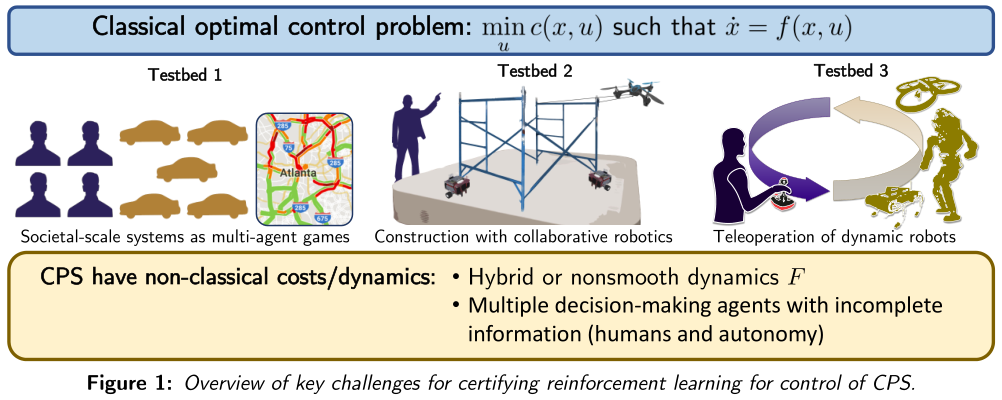 Classical optimal control problem: min_u c(x, u) such that ẋ = f(x, u)
Testbed 1
Testbed 2
Testbed 3
285
75
285
Atlanta
285
675
Societal-scale systems as multi-agent games
Construction with collaborative robotics
Teleoperation of dynamic robots
CPS have non-classical costs/dynamics:
• Hybrid or nonsmooth dynamics F
• Multiple decision-making agents with incomplete
information (humans and autonomy)
Figure 1: Overview of key challenges for certifying reinforcement learning for control of CPS.